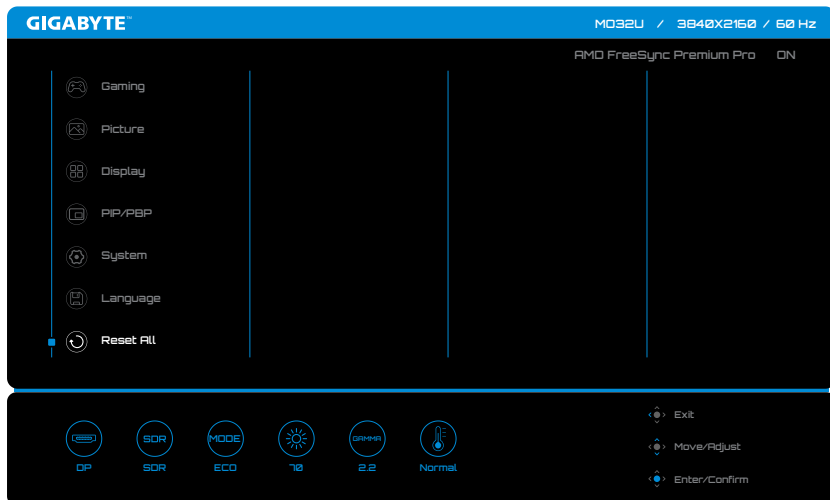 GIGABYTE™
MO32U / 3840X2160 / 60 Hz
AMD FreeSync Premium Pro ON
Gaming
Picture
Display
PIP/PBP
System
Language
Reset All
SDR MODE GAMMA
DP SDR ECO 70 2.2 Normal
Exit
Move/Adjust
Enter/Confirm